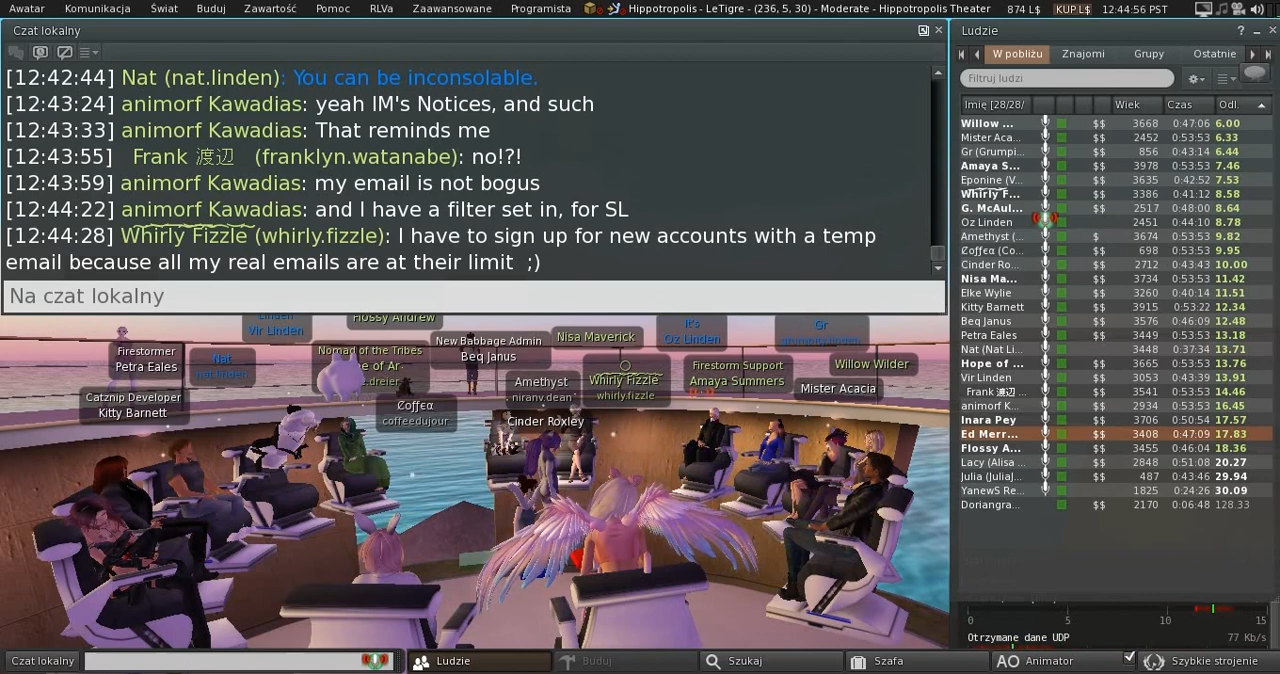 Awatar Komunikacja Świat Buduj Zawartość Pomoc RLVa Zaawansowane Programista Hippotropolis - LeTigre - (236, 5, 30) - Moderate - Hippotropolis Theater 874 L$ KUP L$ 12:44:56 PST
Czat lokalny
[12:42:44] Nat (nat.linden): You can be inconsolable.
[12:43:24] animorf Kawadias: yeah IM's Notices, and such
[12:43:33] animorf Kawadias: That reminds me
[12:43:55] Frank 渡辺 (franklyn.watanabe): no!?!
[12:43:59] animorf Kawadias: my email is not bogus
[12:44:22] animorf Kawadias: and I have a filter set in, for SL
[12:44:28] Whirly Fizzle (whirly.fizzle): I have to sign up for new accounts with a temp
email because all my real emails are at their limit ;)
Na czat lokalny
Vir Linden
Flossy Andrew
Nisa Maverick
It's
Oz Linden
Gr
Firestormer
Petra Eales
Nat
nat.linden
Nomad of the Tribes
pe of Ar-
.dreier
New Babbage Admin
Beq Janus
Whirly Fizzle
whirly.fizzle
Firestorm Support
Amaya Summers
Willow Wilder
Mister Acacia
Catznip Developer
Kitty Barnett
Coffee
coffeedujour
Amethyst
niranv.dean
Cinder Roxley
Ludzie
? _ ×
W pobliżu Znajomi Grupy Ostatnie
Filtruj ludzi
Imię [28/28/ Wiek Czas Odl.
Willow ... $$ 3668 0:47:06 6.00
Mister Aca... $$ 2452 0:53:53 6.33
Gr (Grumpi... $$ 856 0:43:14 6.44
Amaya S... $$ 3978 0:53:53 7.46
Eponine (V... $$ 3635 0:42:52 7.53
Whirly F... $$ 3386 0:41:12 8.58
G. McAul... $$ 2517 0:48:00 8.64
Oz Linden 2451 0:44:10 8.78
Amethyst (... $ 3674 0:53:53 9.82
Coffee (Co... $$ 698 0:53:53 9.95
Cinder Ro... $$ 2712 0:43:43 10.00
Nisa Ma... $$ 3734 0:53:53 11.42
Elke Wylie $$ 3260 0:40:14 11.51
Kitty Barnett $$ 3915 0:53:22 12.34
Beq Janus $$ 3576 0:46:09 12.48
Petra Eales $$ 3449 0:53:53 13.18
Nat (Nat Li... 3448 0:37:34 13.71
Hope of ... $$ 3665 0:53:53 13.76
Vir Linden $$ 3053 0:43:39 13.91
Frank 渡辺 ... $$ 3541 0:53:53 14.46
animorf K... $$ 2934 0:53:53 16.45
Inara Pey $$ 3706 0:50:54 17.57
Ed Merr... $$ 3408 0:47:09 17.83
Flossy A... $$ 3455 0:46:04 18.36
Lacy (Alisa ... $$ 2848 0:51:08 20.27
Julia (JuliaJ... $$ 487 0:43:46 29.94
YanewS Re... 1825 0:24:26 30.09
Doriangra... $$ 2170 0:06:48 128.33
0 5 10 15
Otrzymane dane UDP 77 Kb/s
Czat lokalny Ludzie Buduj Szukaj Szafa AO Animator Szybkie strojenie